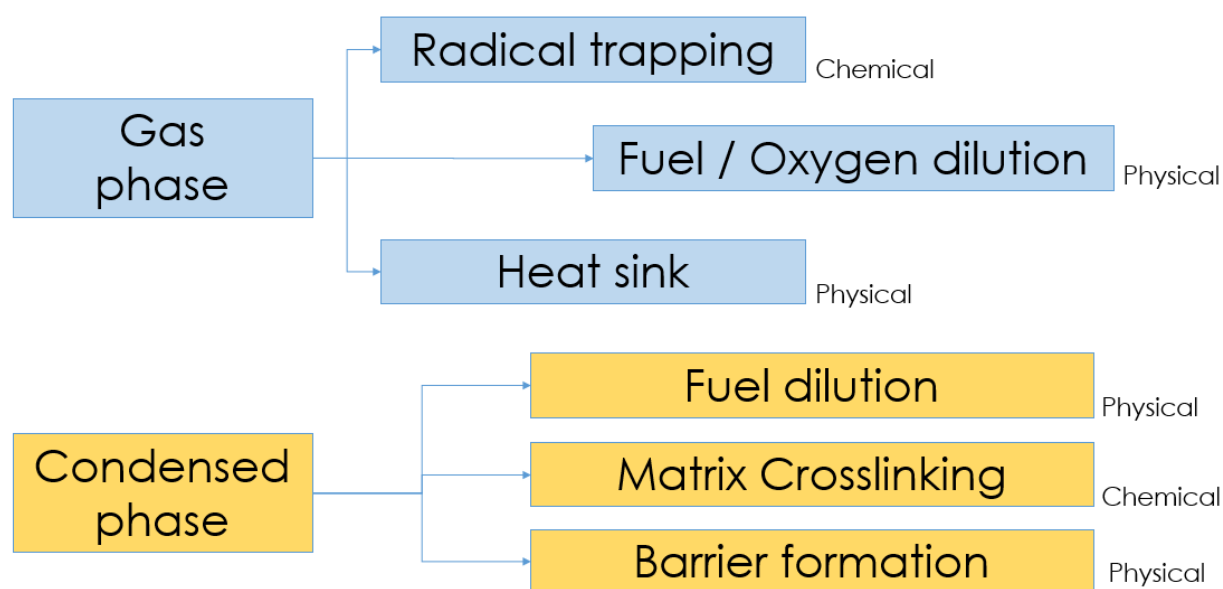 Radical trapping
Chemical
Gas
phase
Fuel / Oxygen dilution
Physical
Heat sink
Physical
Fuel dilution
Physical
Condensed
phase
Matrix Crosslinking
Chemical
Barrier formation
Physical